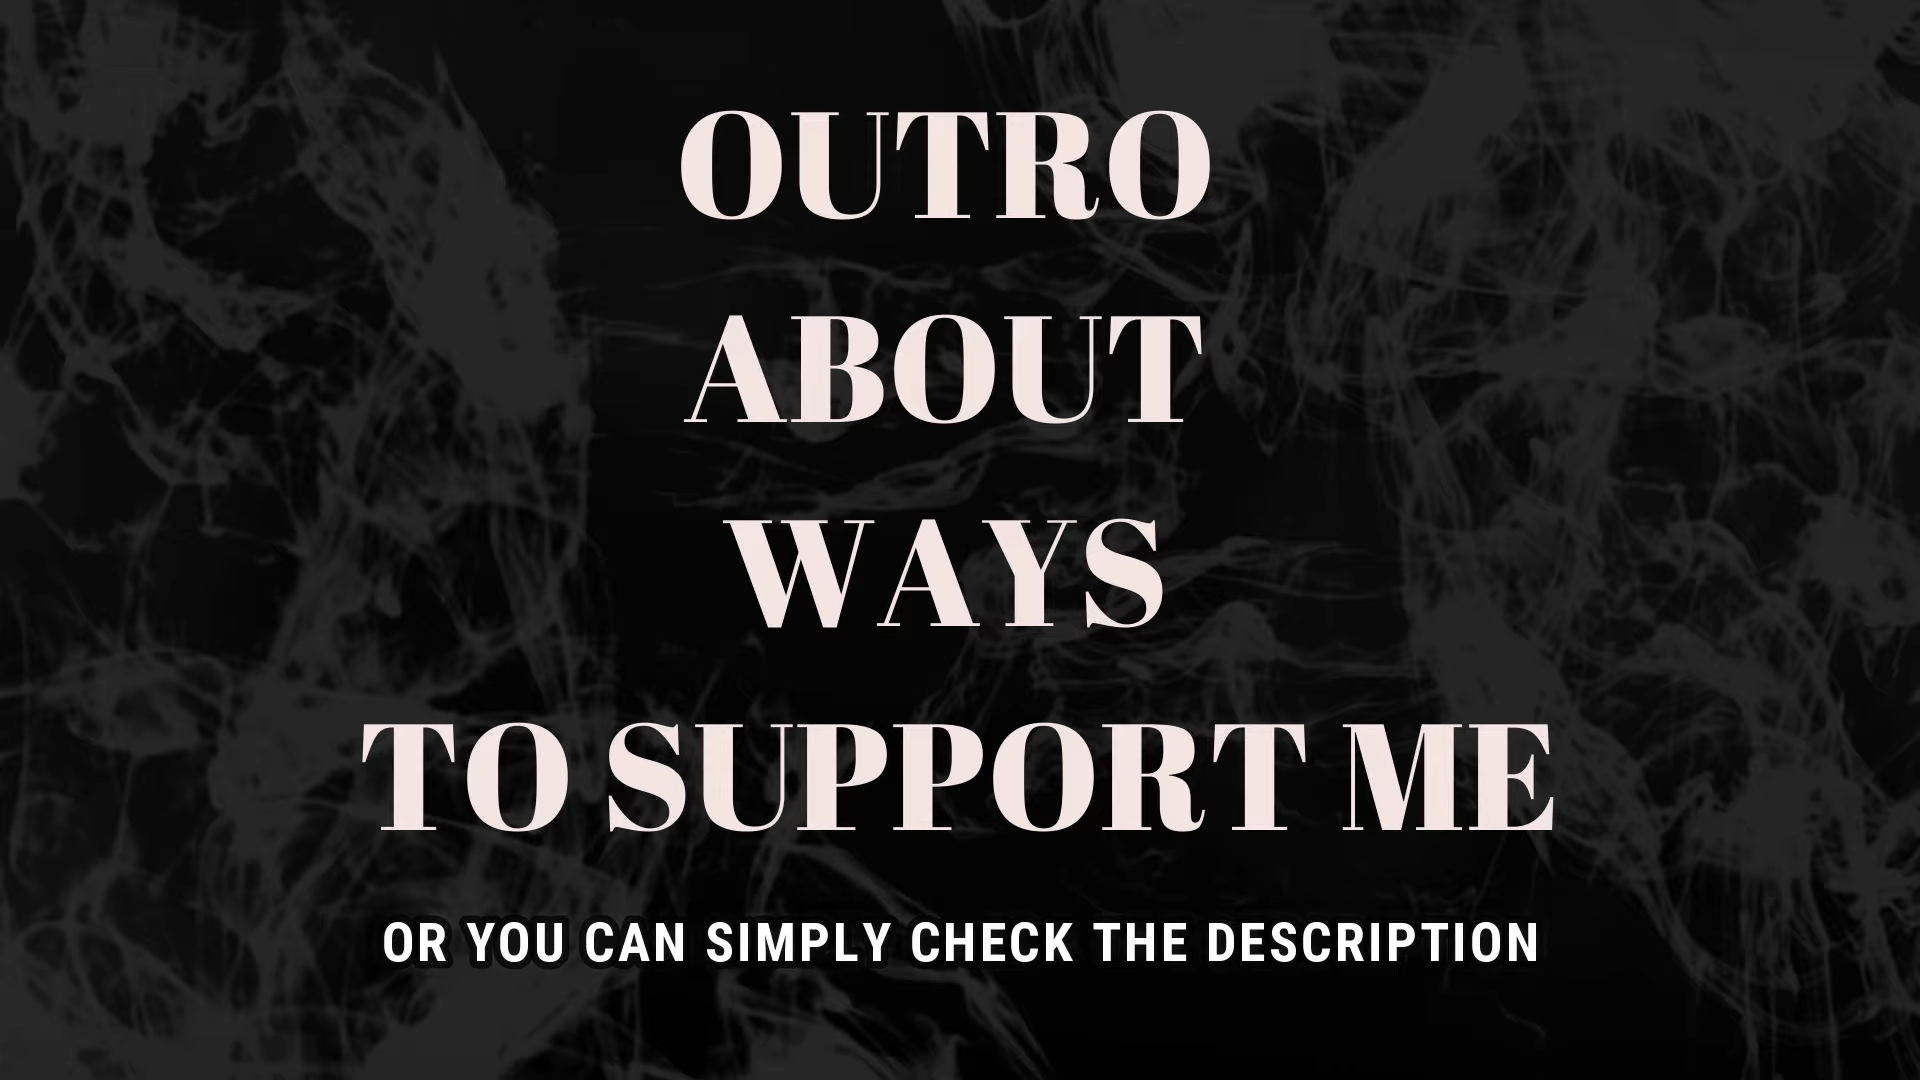 OUTRO
ABOUT
WAYS
TO SUPPORT ME
OR YOU CAN SIMPLY CHECK THE DESCRIPTION